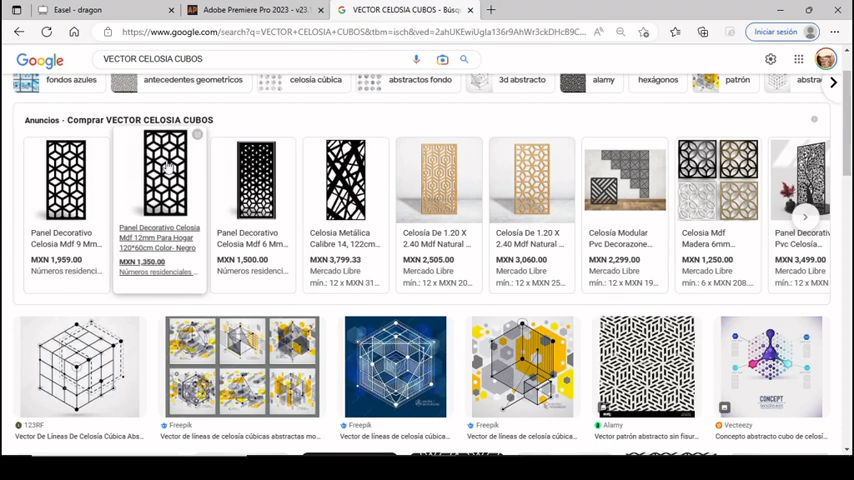 Easel - dragon
Adobe Premiere Pro 2023 - v23.1
VECTOR CELOSIA CUBOS - Búsq
https://www.google.com/search?q=VECTOR+CELOSIA+CUBOS&tbm=isch&ved=2ahUKEwiUgIa136r9AhWr3ckDHc89C...
Iniciar sesión
Google
VECTOR CELOSIA CUBOS
fondos azules
antecedentes geometricos
celosía cúbica
abstractos fondo
3d abstracto
alamy
hexágonos
patrón
abstrac
Anuncios · Comprar VECTOR CELOSIA CUBOS
Panel Decorativo
Celosia Mdf 9 Mm...
MXN 1,959.00
Números residenci...
Panel Decorativo Celosia
Mdf 12mm Para Hogar
120*60cm Color- Negro
MXN 1,350.00
Números residenciales ...
Panel Decorativo
Celosia Mdf 6 Mm...
MXN 1,500.00
Números residenci...
Celosia Metálica
Calibre 14, 122cm...
MXN 3,799.33
Mercado Libre
mín.: 12 x MXN 31...
Celosía De 1.20 X
2.40 Mdf Natural ...
MXN 2,505.00
Mercado Libre
mín.: 12 x MXN 20...
Celosía De 1.20 X
2.40 Mdf Natural ...
MXN 3,060.00
Mercado Libre
mín.: 12 x MXN 25...
Celosía Modular
Pvc Decorazone...
MXN 2,299.00
Mercado Libre
mín.: 12 x MXN 19...
Celosia Mdf
Madera 6mm...
MXN 1,250.00
Mercado Libre
mín.: 6 x MXN 208...
Panel Decorati
Pvc Celosía...
MXN 3,499.00
Mercado Libre
mín.: 12 x MXN
CONCEPT
123RF
Vector De Líneas De Celosía Cúbica Abs...
Freepik
Vector de líneas de celosía cúbicas abstractas mo...
Freepik
Vector de líneas de celosía cúbica...
Freepik
Vector de líneas de celosía cúbicas...
Alamy
Vector patrón abstracto sin fisur...
Vecteezy
Concepto abstracto cubo de celosí...